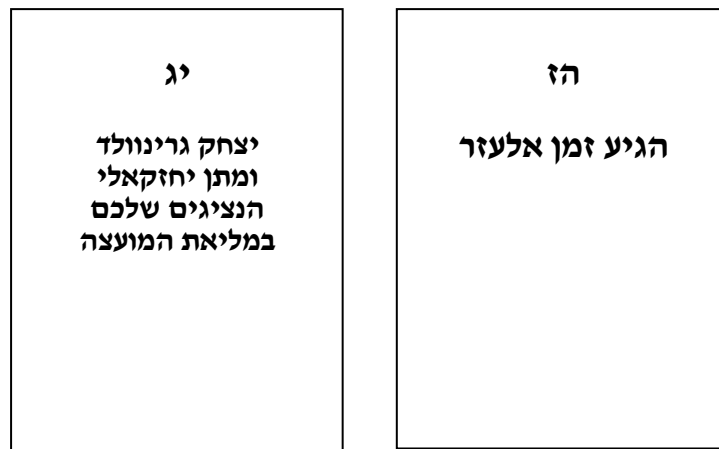 הז
הגיע זמן אלעזר
יג
יצחק גרינוולד
ומתן יחזקאלי
הנציגים שלכם
במליאת המועצה